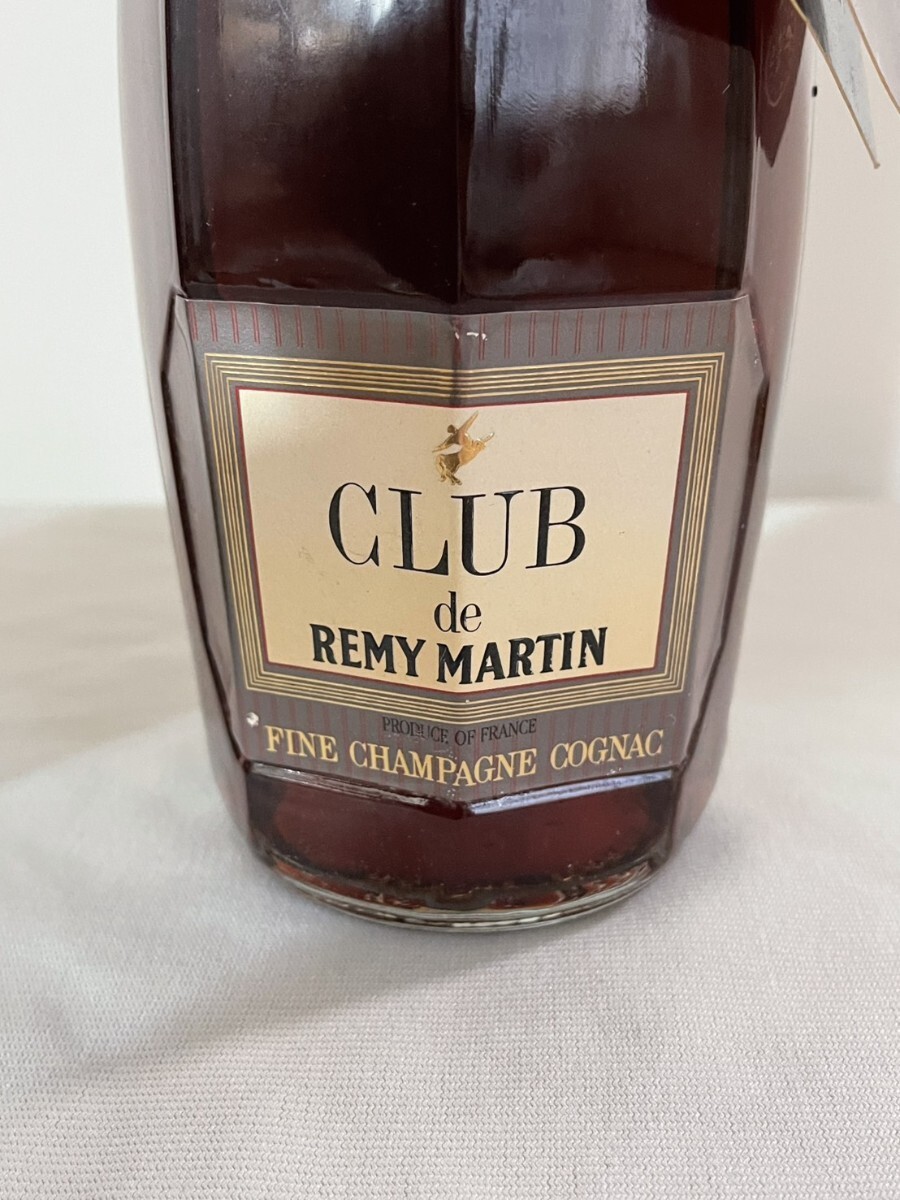 CLUB
de
REMY MARTIN
PRODUCE OF FRANCE
FINE CHAMPAGNE COGNAC